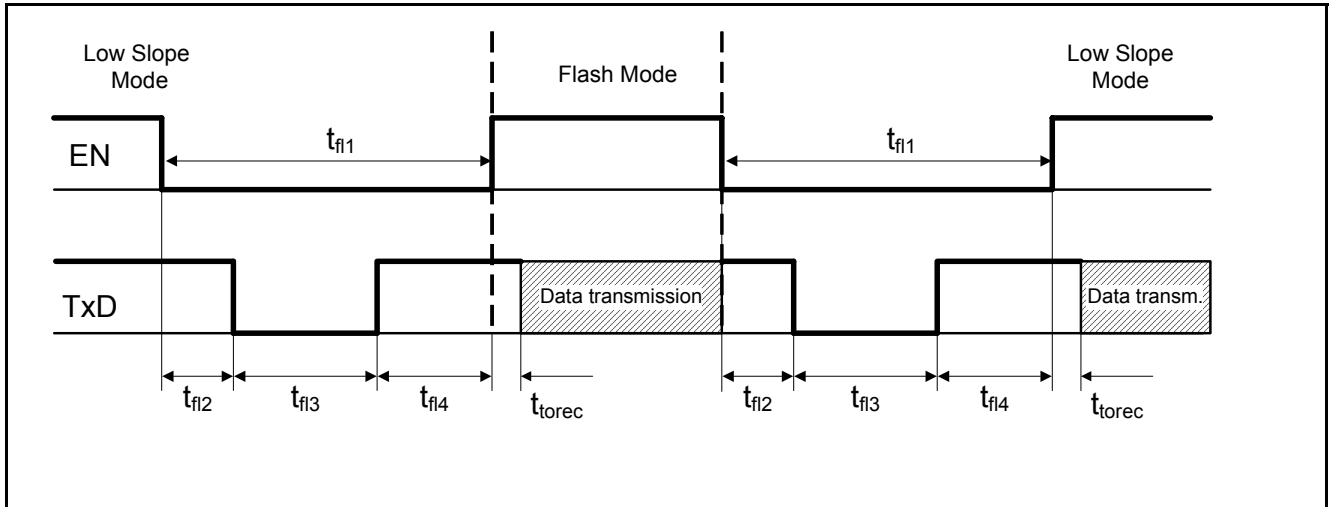 Low Slope
Mode
Flash Mode
Low Slope
Mode
EN
tfl1
tfl1
TxD
Data transmission
Data transm.
tfl2
tfl3
tfl4
ttorec
tfl2
tfl3
tfl4
ttorec